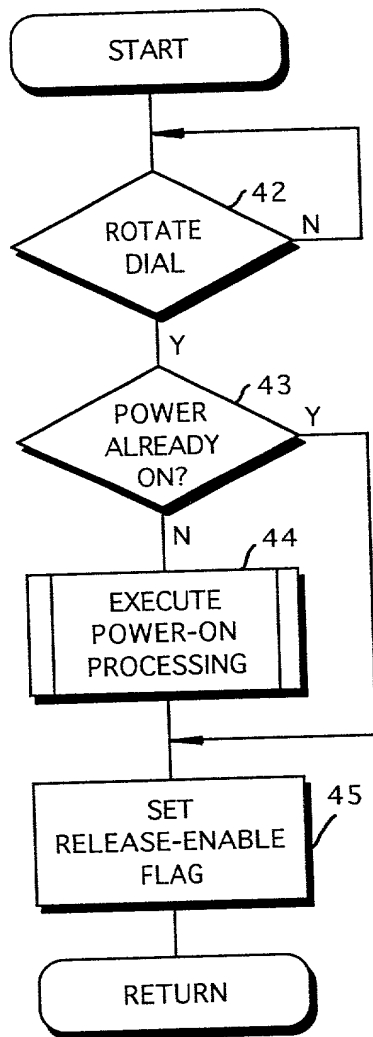 START
42
ROTATE
DIAL
N
Y
43
POWER
ALREADY
ON?
Y
N
44
EXECUTE
POWER-ON
PROCESSING
SET
RELEASE-ENABLE
FLAG
45
RETURN